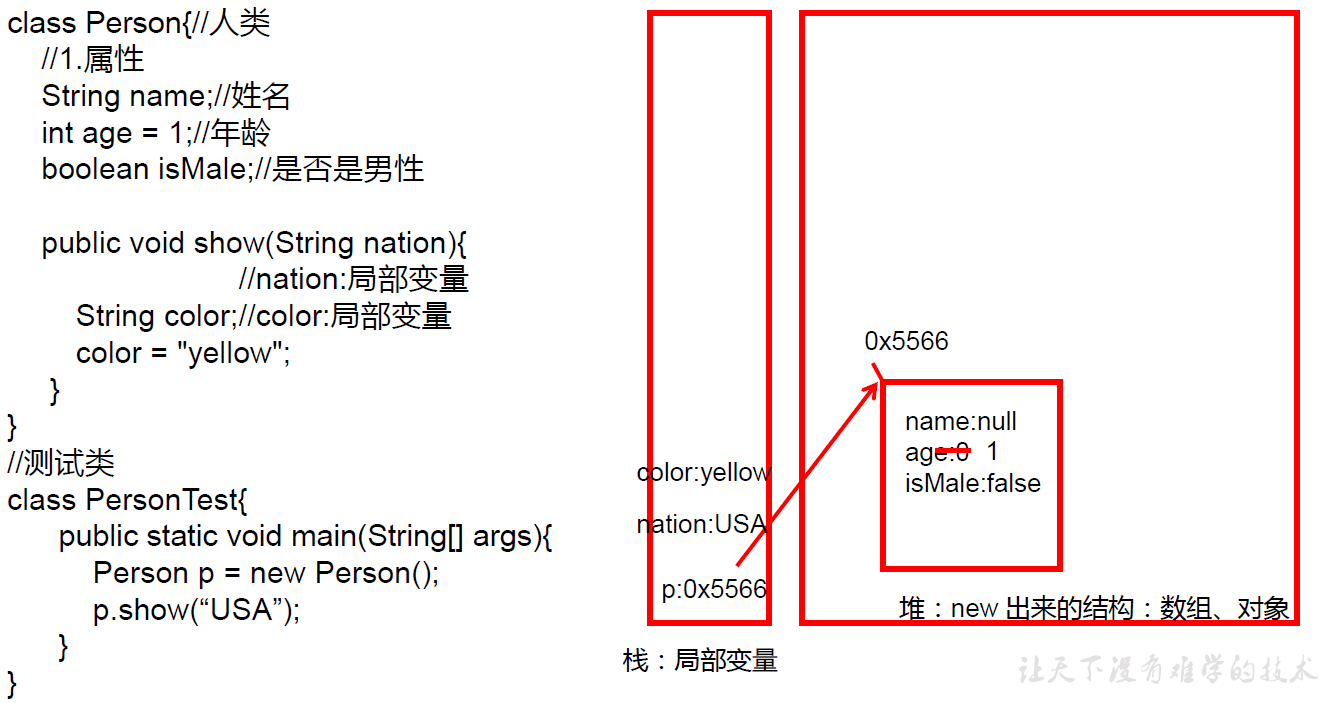 class Person{//人类
//1.属性
String name;//姓名
int age = 1;//年龄
boolean isMale;//是否是男性
public void show(String nation){
//nation:局部变量
String color;//color:局部变量
color = "yellow";
}
}
//测试类
class PersonTest{
public static void main(String[] args){
Person p = new Person();
p.show(“USA”);
}
}
color:yellow
nation:USA
p:0x5566
栈：局部变量
0x5566
name:null
age:0 1
isMale:false
堆：new 出来的结构：数组、对象
让天下没有难学的技术